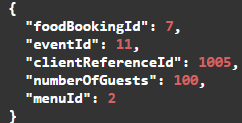 {
"foodBookingId": 7,
"eventId": 11,
"clientReferenceId": 1005,
"numberOfGuests": 100,
"menuId": 2
}